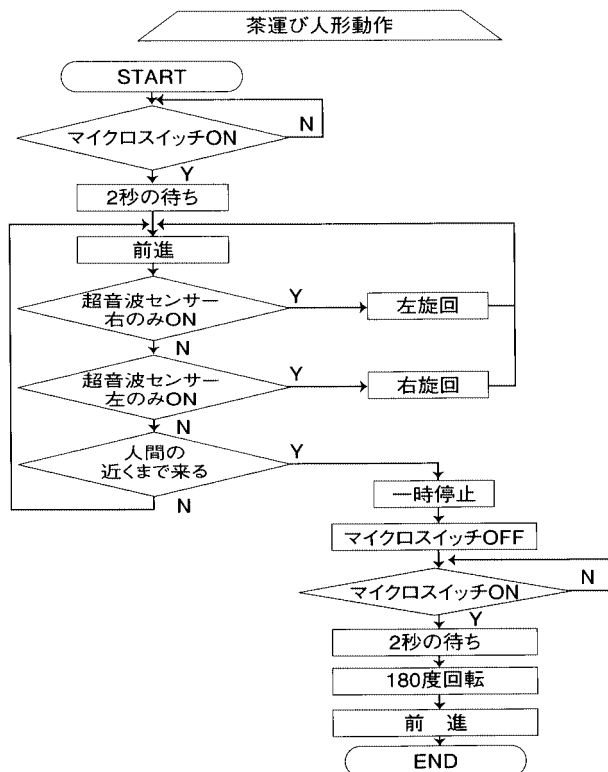 茶運び人形動作
START
マイクロスイッチON
N
Y
2秒の待ち
前進
超音波センサー
右のみON
Y
左旋回
N
超音波センサー
左のみON
Y
右旋回
N
人間の
近くまで来る
Y
N
一時停止
マイクロスイッチOFF
マイクロスイッチON
N
Y
2秒の待ち
180度回転
前 進
END